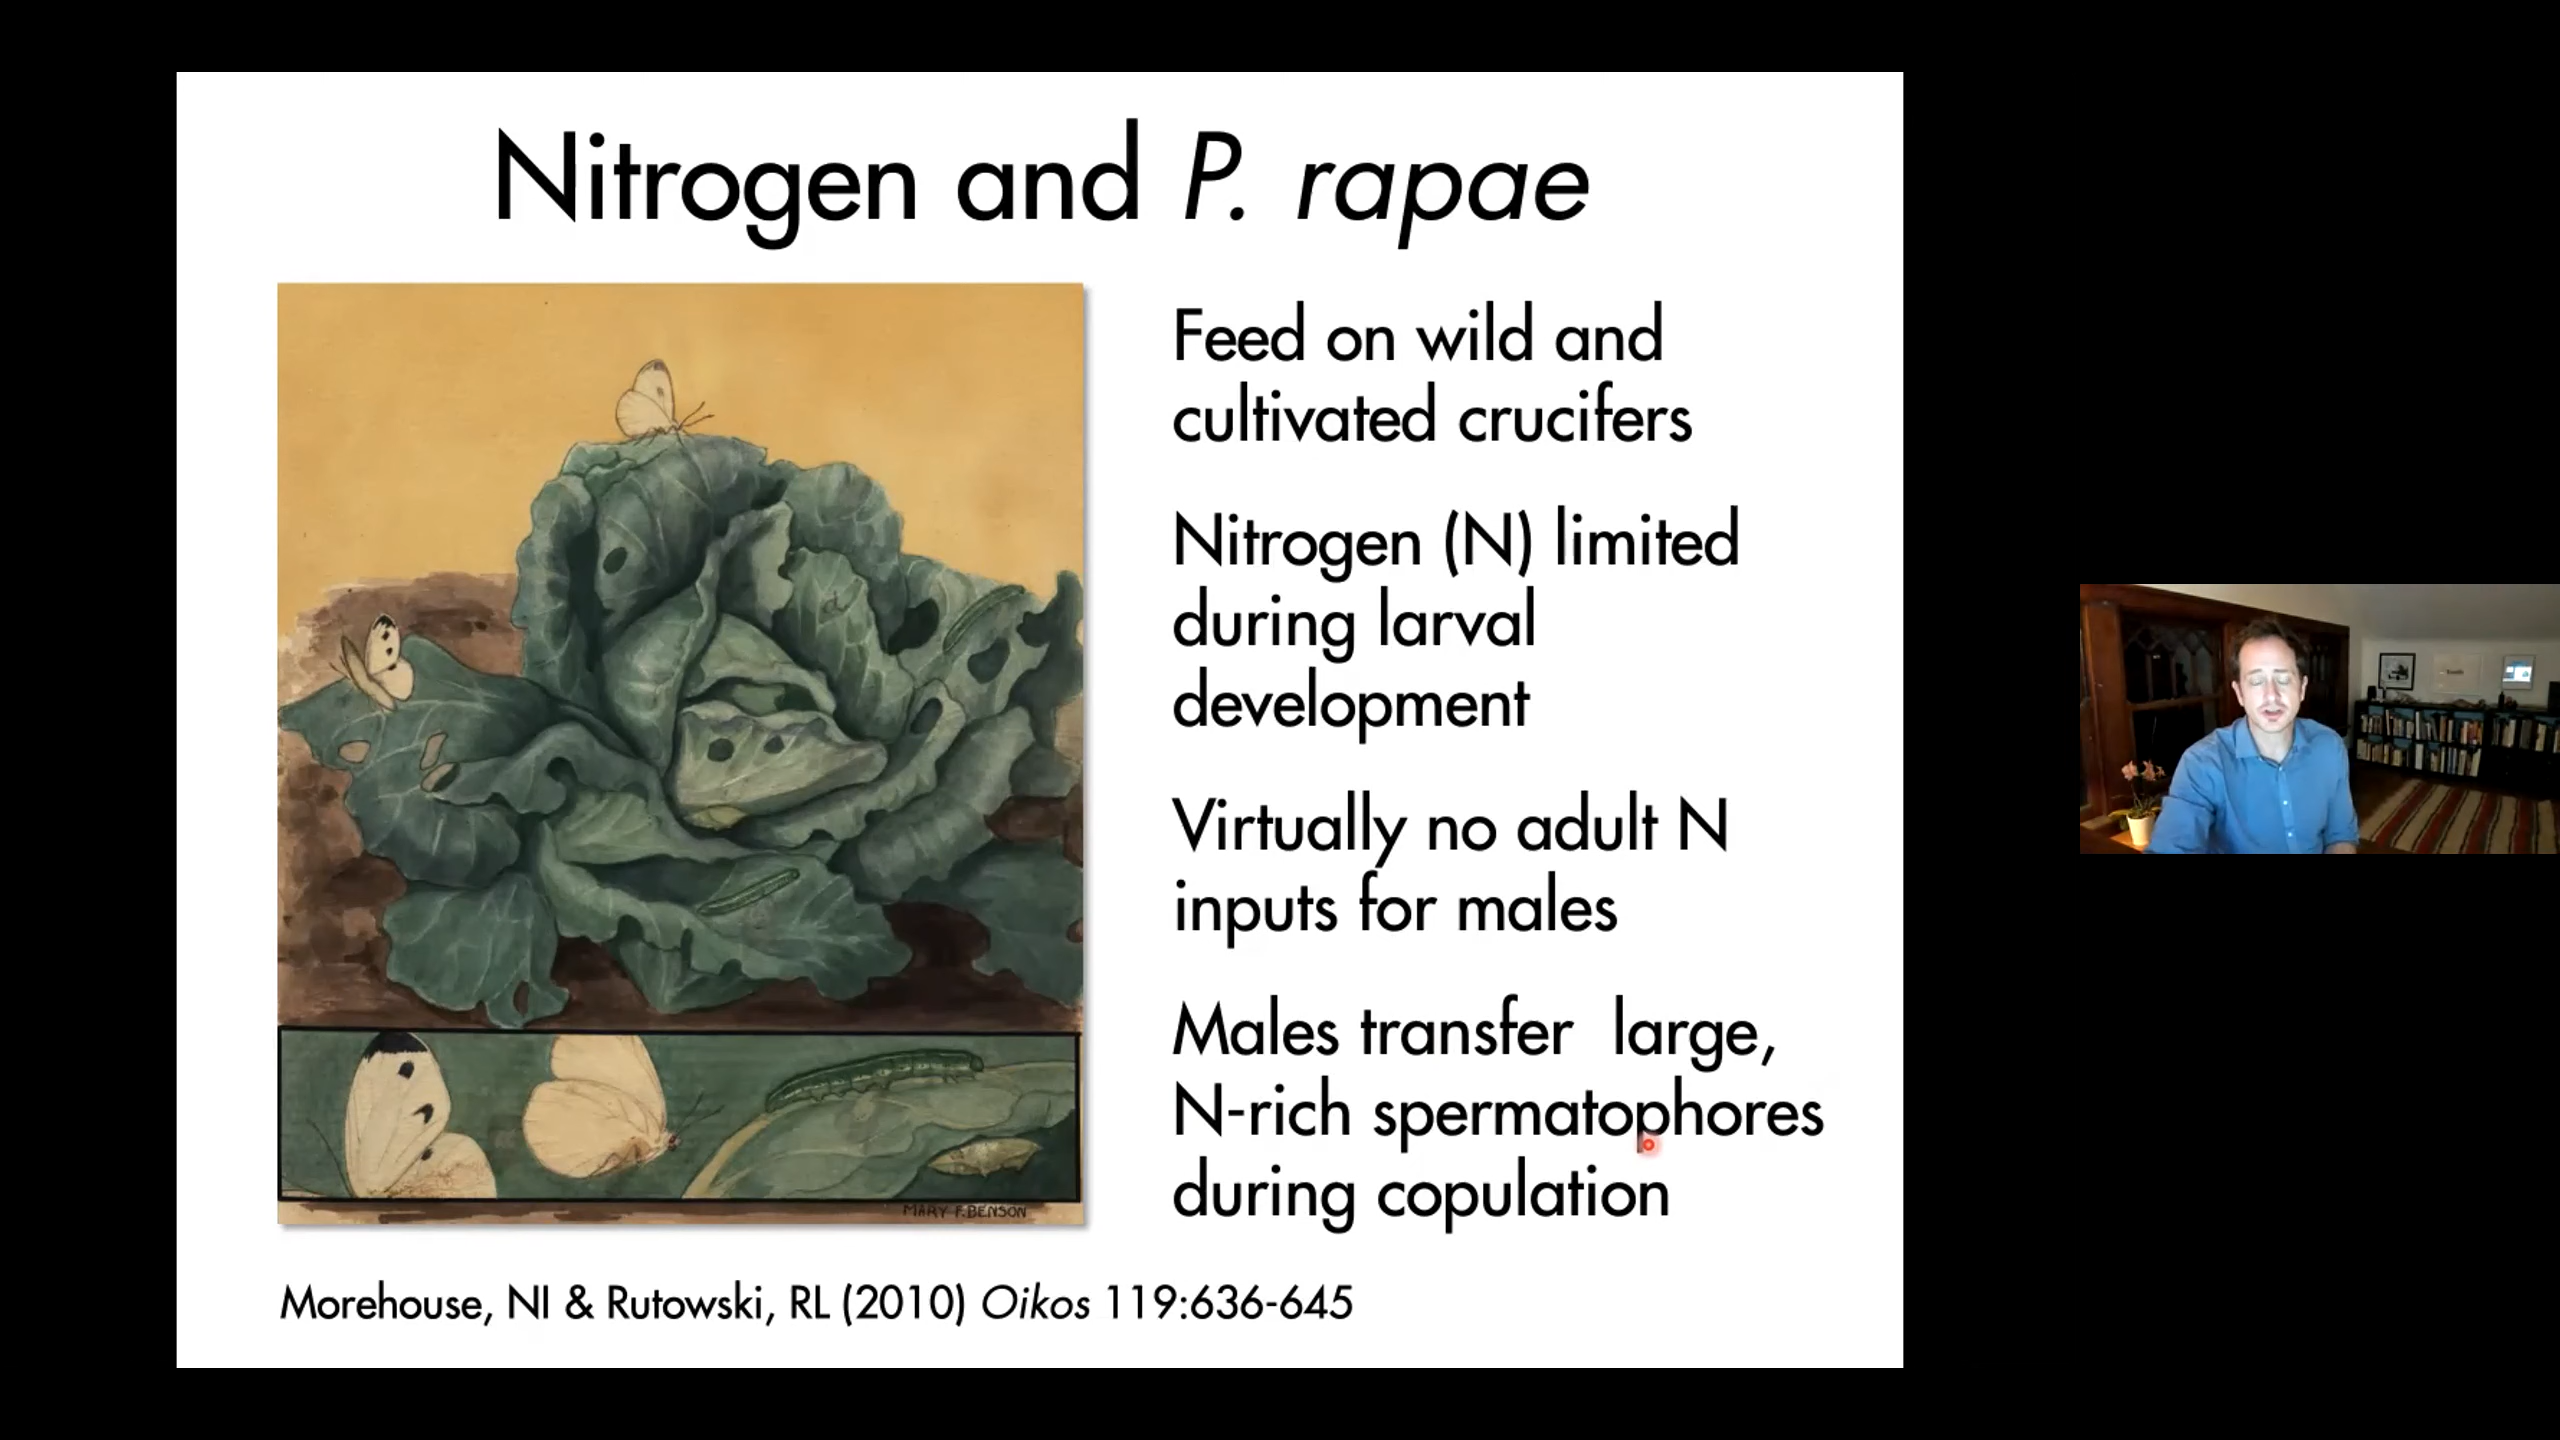 Nitrogen and P. rapae
Feed on wild and
cultivated crucifers
Nitrogen (N) limited
during larval
development
Virtually no adult N
inputs for males
Males transfer  large,
N-rich spermatophores
during copulation
MARY F. BENSON
Morehouse, NI & Rutowski, RL (2010) Oikos 119:636-645